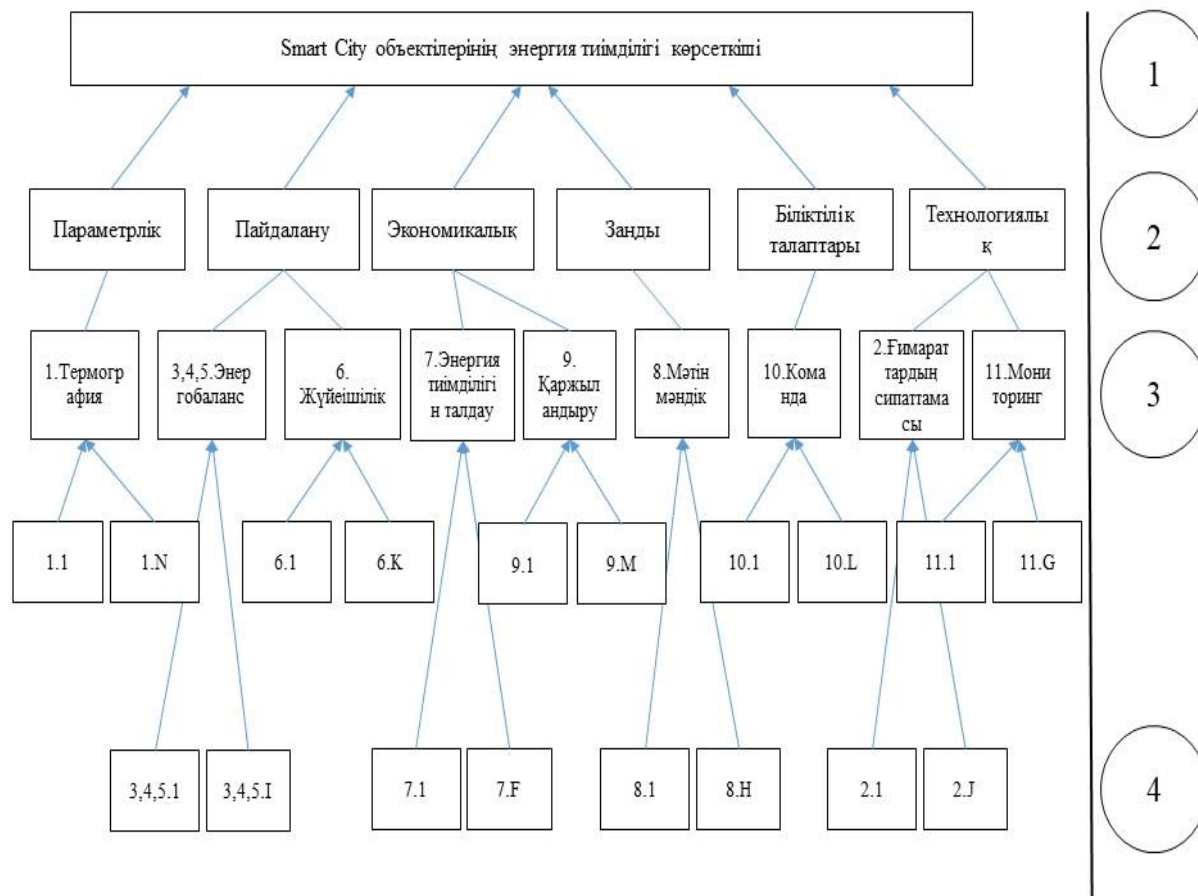 Smart City объектілерінің энергия тиімділігі көрсеткіші
1
Параметрлік
Пайдалану
Экономикалық
Заңды
Біліктілік
талаптары
Технологиялы
қ
2
1.Термогр
афия
3,4,5.Энер
гобаланс
6.
Жүйеішілік
7.Энергия
тиімділігі
н талдау
9.
Қаржыл
андыру
8.Мәтін
мәндік
10.Кома
нда
2.Ғимарат
тардың
сипаттама
сы
11.Мони
торинг
3
1.1
1.N
6.1
6.K
9.1
9.M
10.1
10.L
11.1
11.G
3,4,5.1
3,4,5.I
7.1
7.F
8.1
8.H
2.1
2.J
4